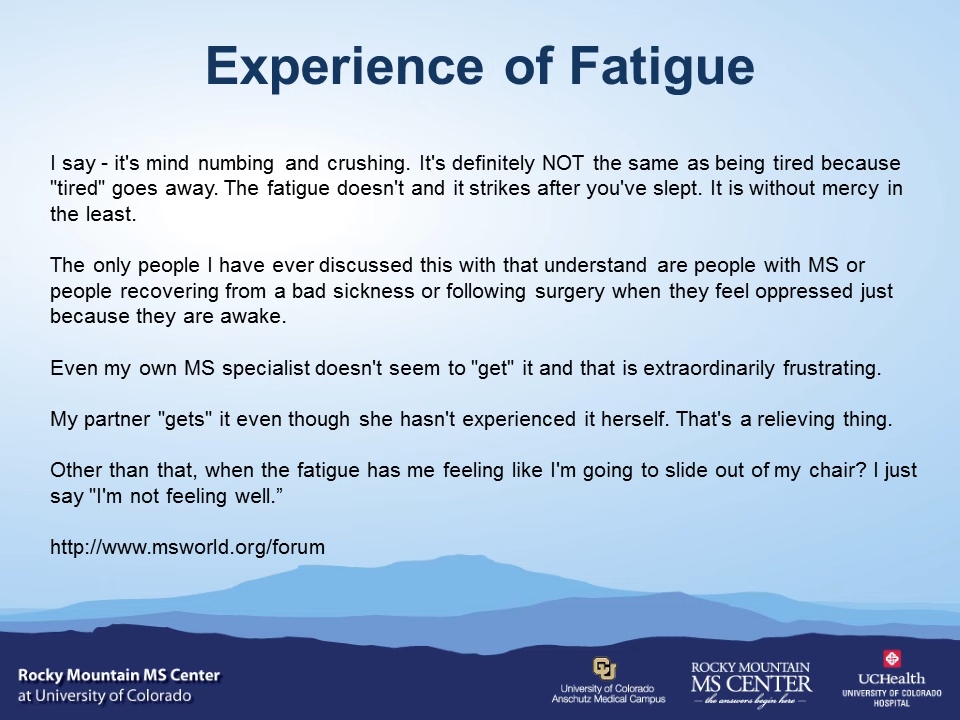 Experience of Fatigue
I say - it's mind numbing and crushing. It's definitely NOT the same as being tired because
"tired" goes away. The fatigue doesn't and it strikes after you've slept. It is without mercy in
the least.
The only people I have ever discussed this with that understand are people with MS or
people recovering from a bad sickness or following surgery when they feel oppressed just
because they are awake.
Even my own MS specialist doesn't seem to "get" it and that is extraordinarily frustrating.
My partner "gets" it even though she hasn't experienced it herself. That's a relieving thing.
Other than that, when the fatigue has me feeling like I'm going to slide out of my chair? I just
say "I'm not feeling well.”
http://www.msworld.org/forum
Rocky Mountain MS Center
at University of Colorado
CU
University of Colorado
Anschutz Medical Campus
ROCKY MOUNTAIN
MS CENTER
the answers begin here
UCHealth
UNIVERSITY OF COLORADO
HOSPITAL